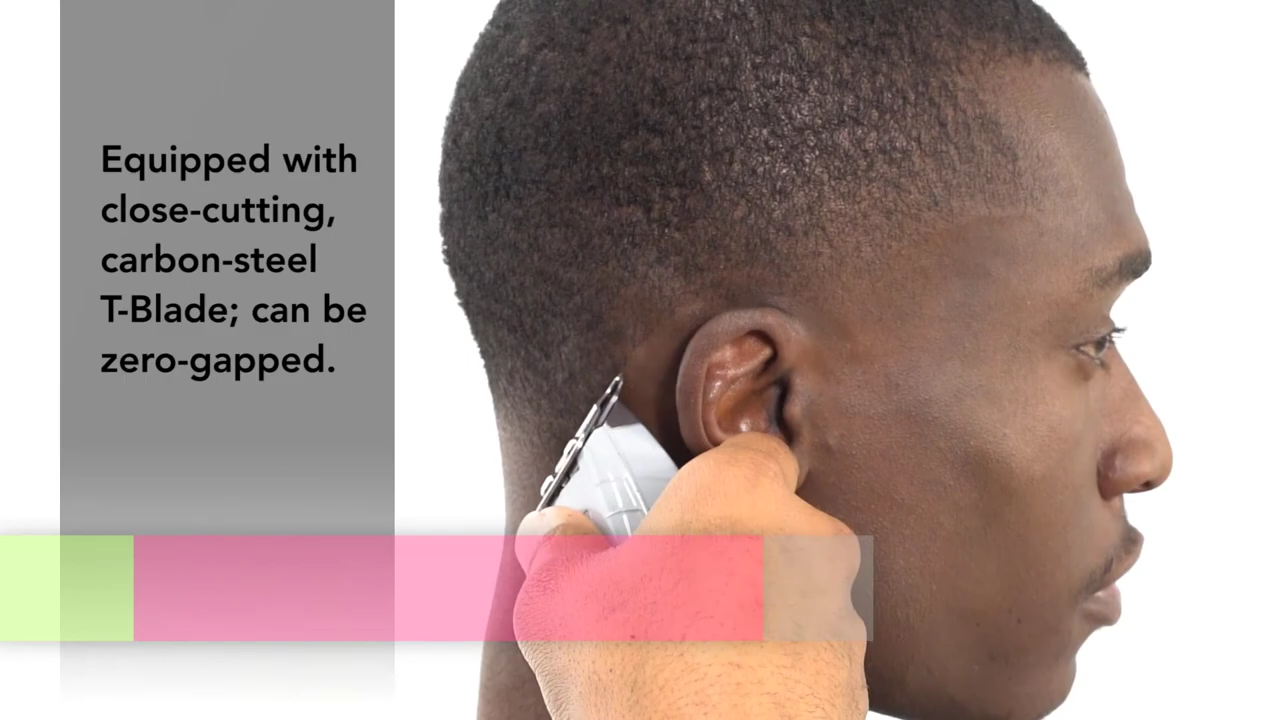 Equipped with
close-cutting,
carbon-steel
T-Blade; can be
zero-gapped.